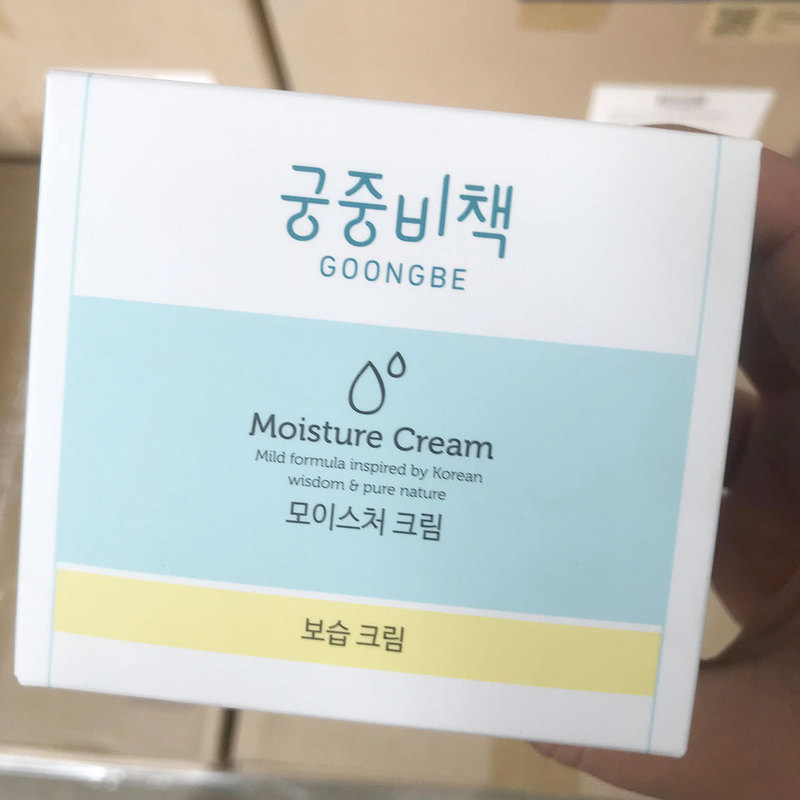 궁중비책
GOONGBE
Moisture Cream
Mild formula inspired by Korean
wisdom & pure nature
모이스처 크림
보습 크림